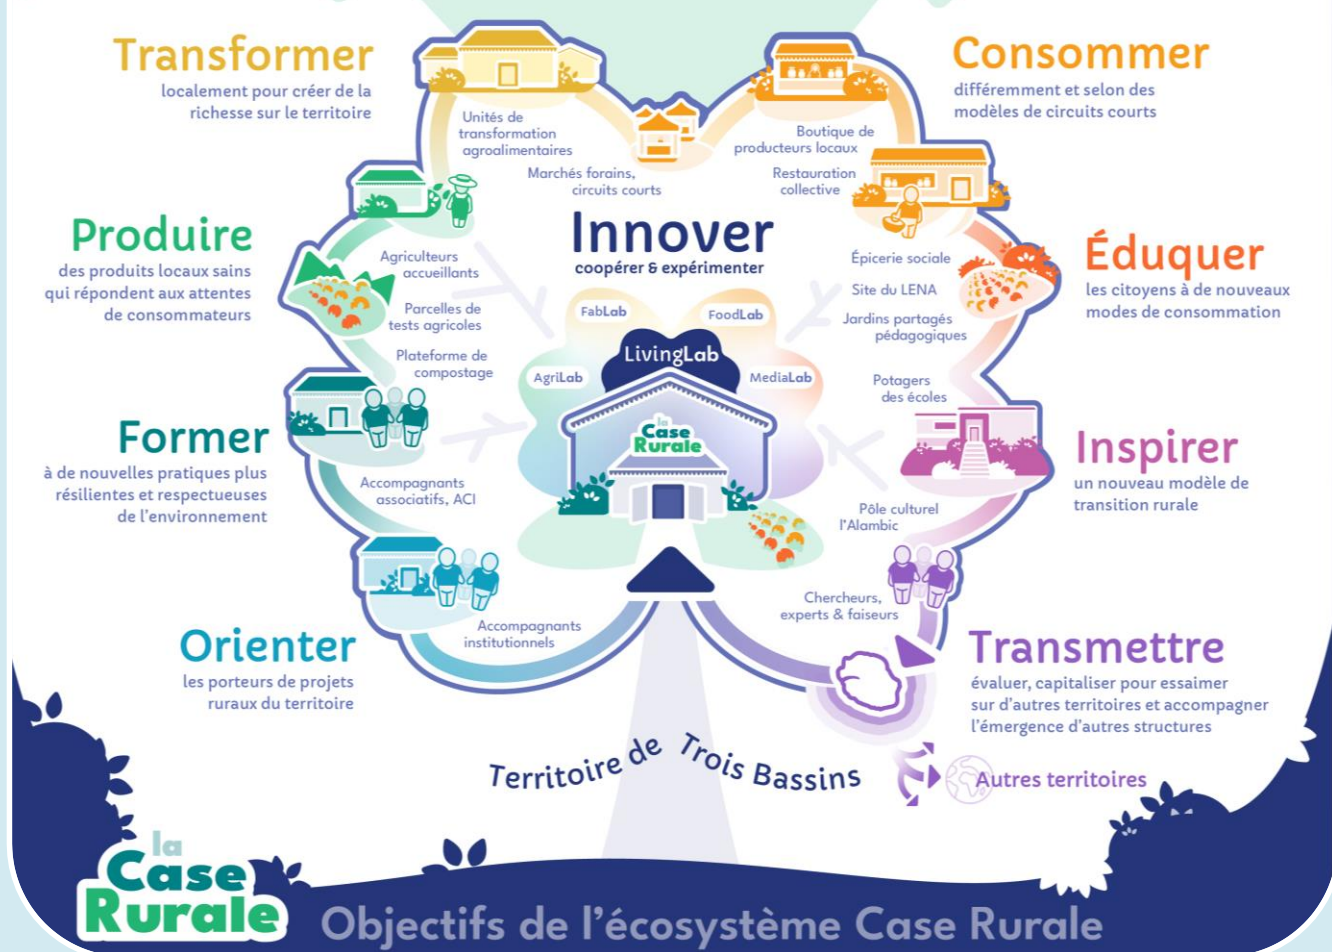 Transformer
localement pour créer de la
richesse sur le territoire
Unités de
transformation
agroalimentaires
Marchés forains,
circuits courts
Consommer
différemment et selon des
modèles de circuits courts
Boutique de
producteurs locaux
Restauration
collective
Produire
des produits locaux sains
qui répondent aux attentes
de consommateurs
Agriculteurs
accueillants
Parcelles de
tests agricoles
Plateforme de
compostage
Innover
coopérer & expérimenter
FabLab
FoodLab
LivingLab
AgriLab
MediaLab
la
Case
Rurale
Épicerie sociale
Site du LENA
Jardins partagés
pédagogiques
Potagers
des écoles
Éduquer
les citoyens à de nouveaux
modes de consommation
Former
à de nouvelles pratiques plus
résilientes et respectueuses
de l'environnement
Accompagnants
associatifs, ACI
Inspirer
un nouveau modèle de
transition rurale
Pôle culturel
l'Alambic
Orienter
les porteurs de projets
ruraux du territoire
Accompagnants
institutionnels
Chercheurs,
experts & faiseurs
Transmettre
évaluer, capitaliser pour essaimer
sur d'autres territoires et accompagner
l'émergence d'autres structures
Autres territoires
Territoire de Trois Bassins
la
Case
Rurale
Objectifs de l'écosystème Case Rurale